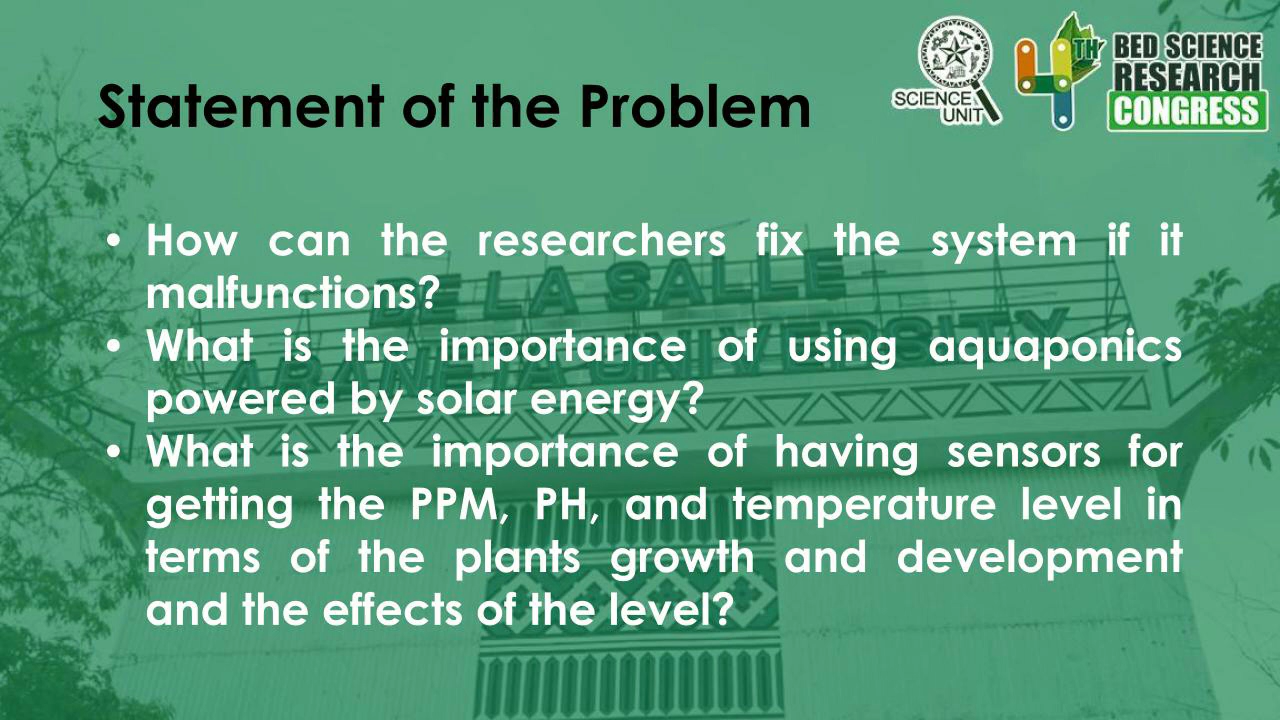 Statement of the Problem
SCIENCE
UNIT
4TH
BED SCIENCE
RESEARCH
CONGRESS
• How can the researchers fix the system if it
malfunctions?
• What is the importance of using aquaponics
powered by solar energy?
• What is the importance of having sensors for
getting the PPM, PH, and temperature level in
terms of the plants growth and development
and the effects of the level?
DE LA SALLE
ARANETA UNIVERSITY